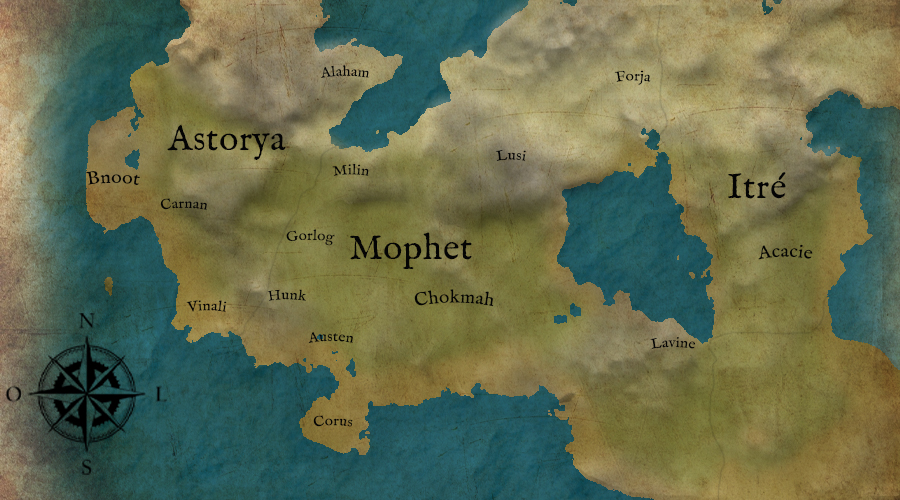 Alaham
Forja
Astorya
Milin
Lusi
Bnoot
Itré
Carnan
Gorlog
Mophet
Acacie
Vinali
Hunk
Chokmah
Austen
Lavine
N
O
L
S
Corus